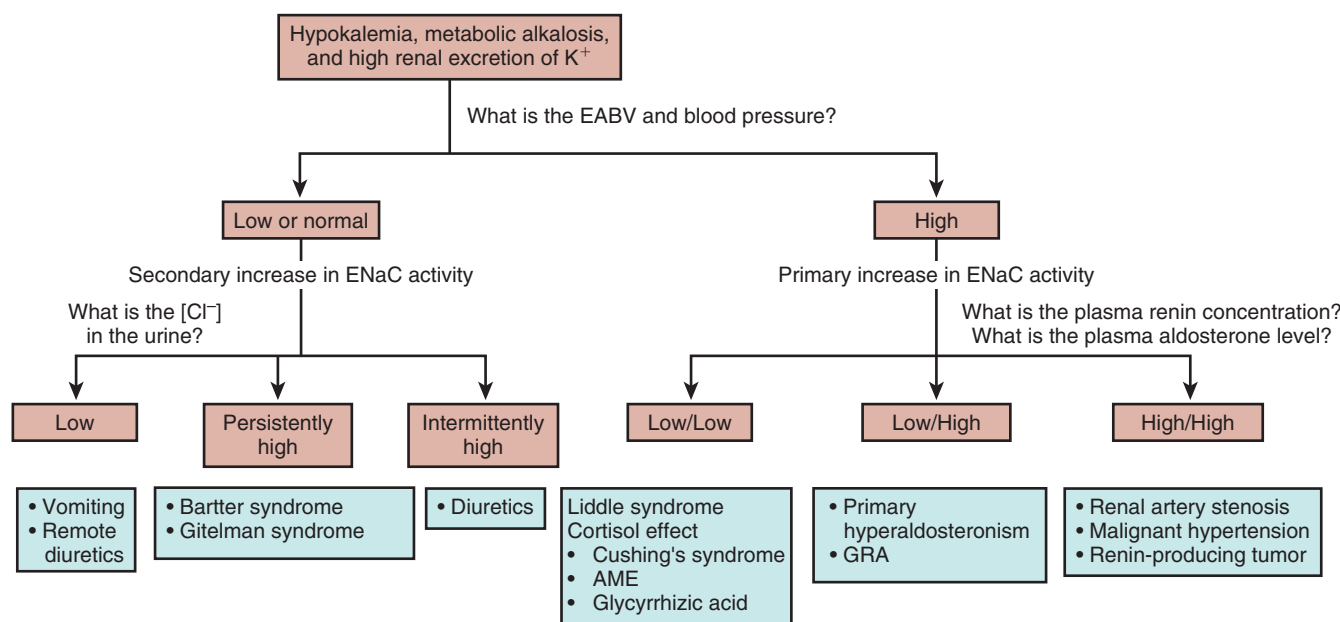 Hypokalemia, metabolic alkalosis,
and high renal excretion of K⁺
What is the EABV and blood pressure?
Low or normal
High
Secondary increase in ENaC activity
Primary increase in ENaC activity
What is the [Cl⁻]
in the urine?
What is the plasma renin concentration?
What is the plasma aldosterone level?
Low
Persistently
high
Intermittently
high
Low/Low
Low/High
High/High
• Vomiting
• Remote
diuretics
• Bartter syndrome
• Gitelman syndrome
• Diuretics
Liddle syndrome
Cortisol effect
• Cushing's syndrome
• AME
• Glycyrrhizic acid
• Primary
hyperaldosteronism
• GRA
• Renal artery stenosis
• Malignant hypertension
• Renin-producing tumor